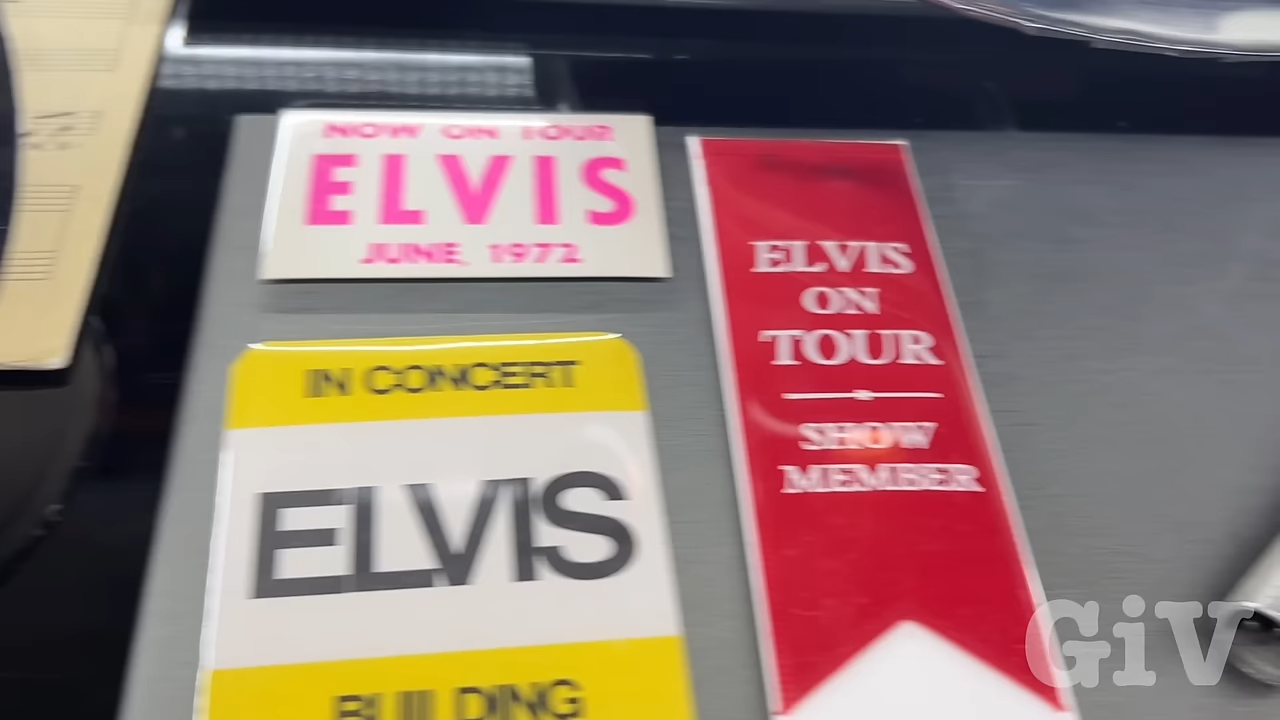 NOW ON TOUR
ELVIS
JUNE, 1972
IN CONCERT
ELVIS
BUILDING
ELVIS
ON
TOUR
SHOW
MEMBER
GiV